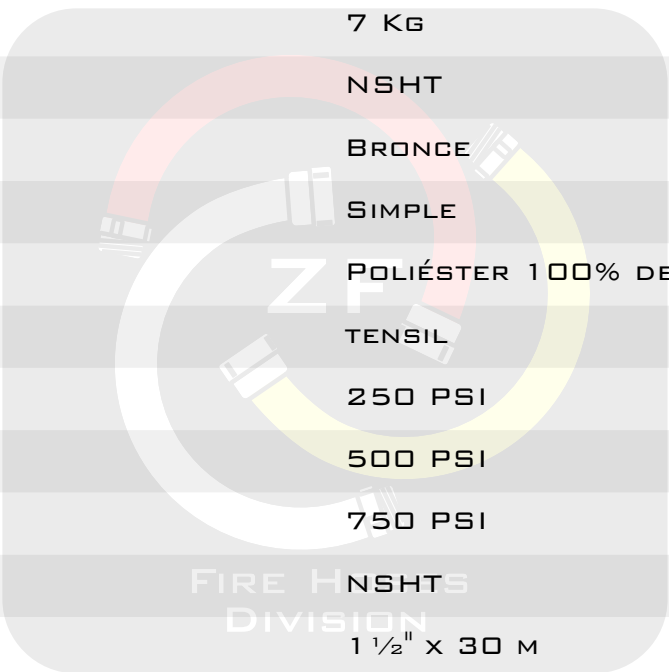 7 Kg
NSHT
Bronce
Simple
ZF
Poliéster 100% de
tensil
250 PSI
500 PSI
750 PSI
Fire Hoses
NSHT
Division
1 ½" x 30 m